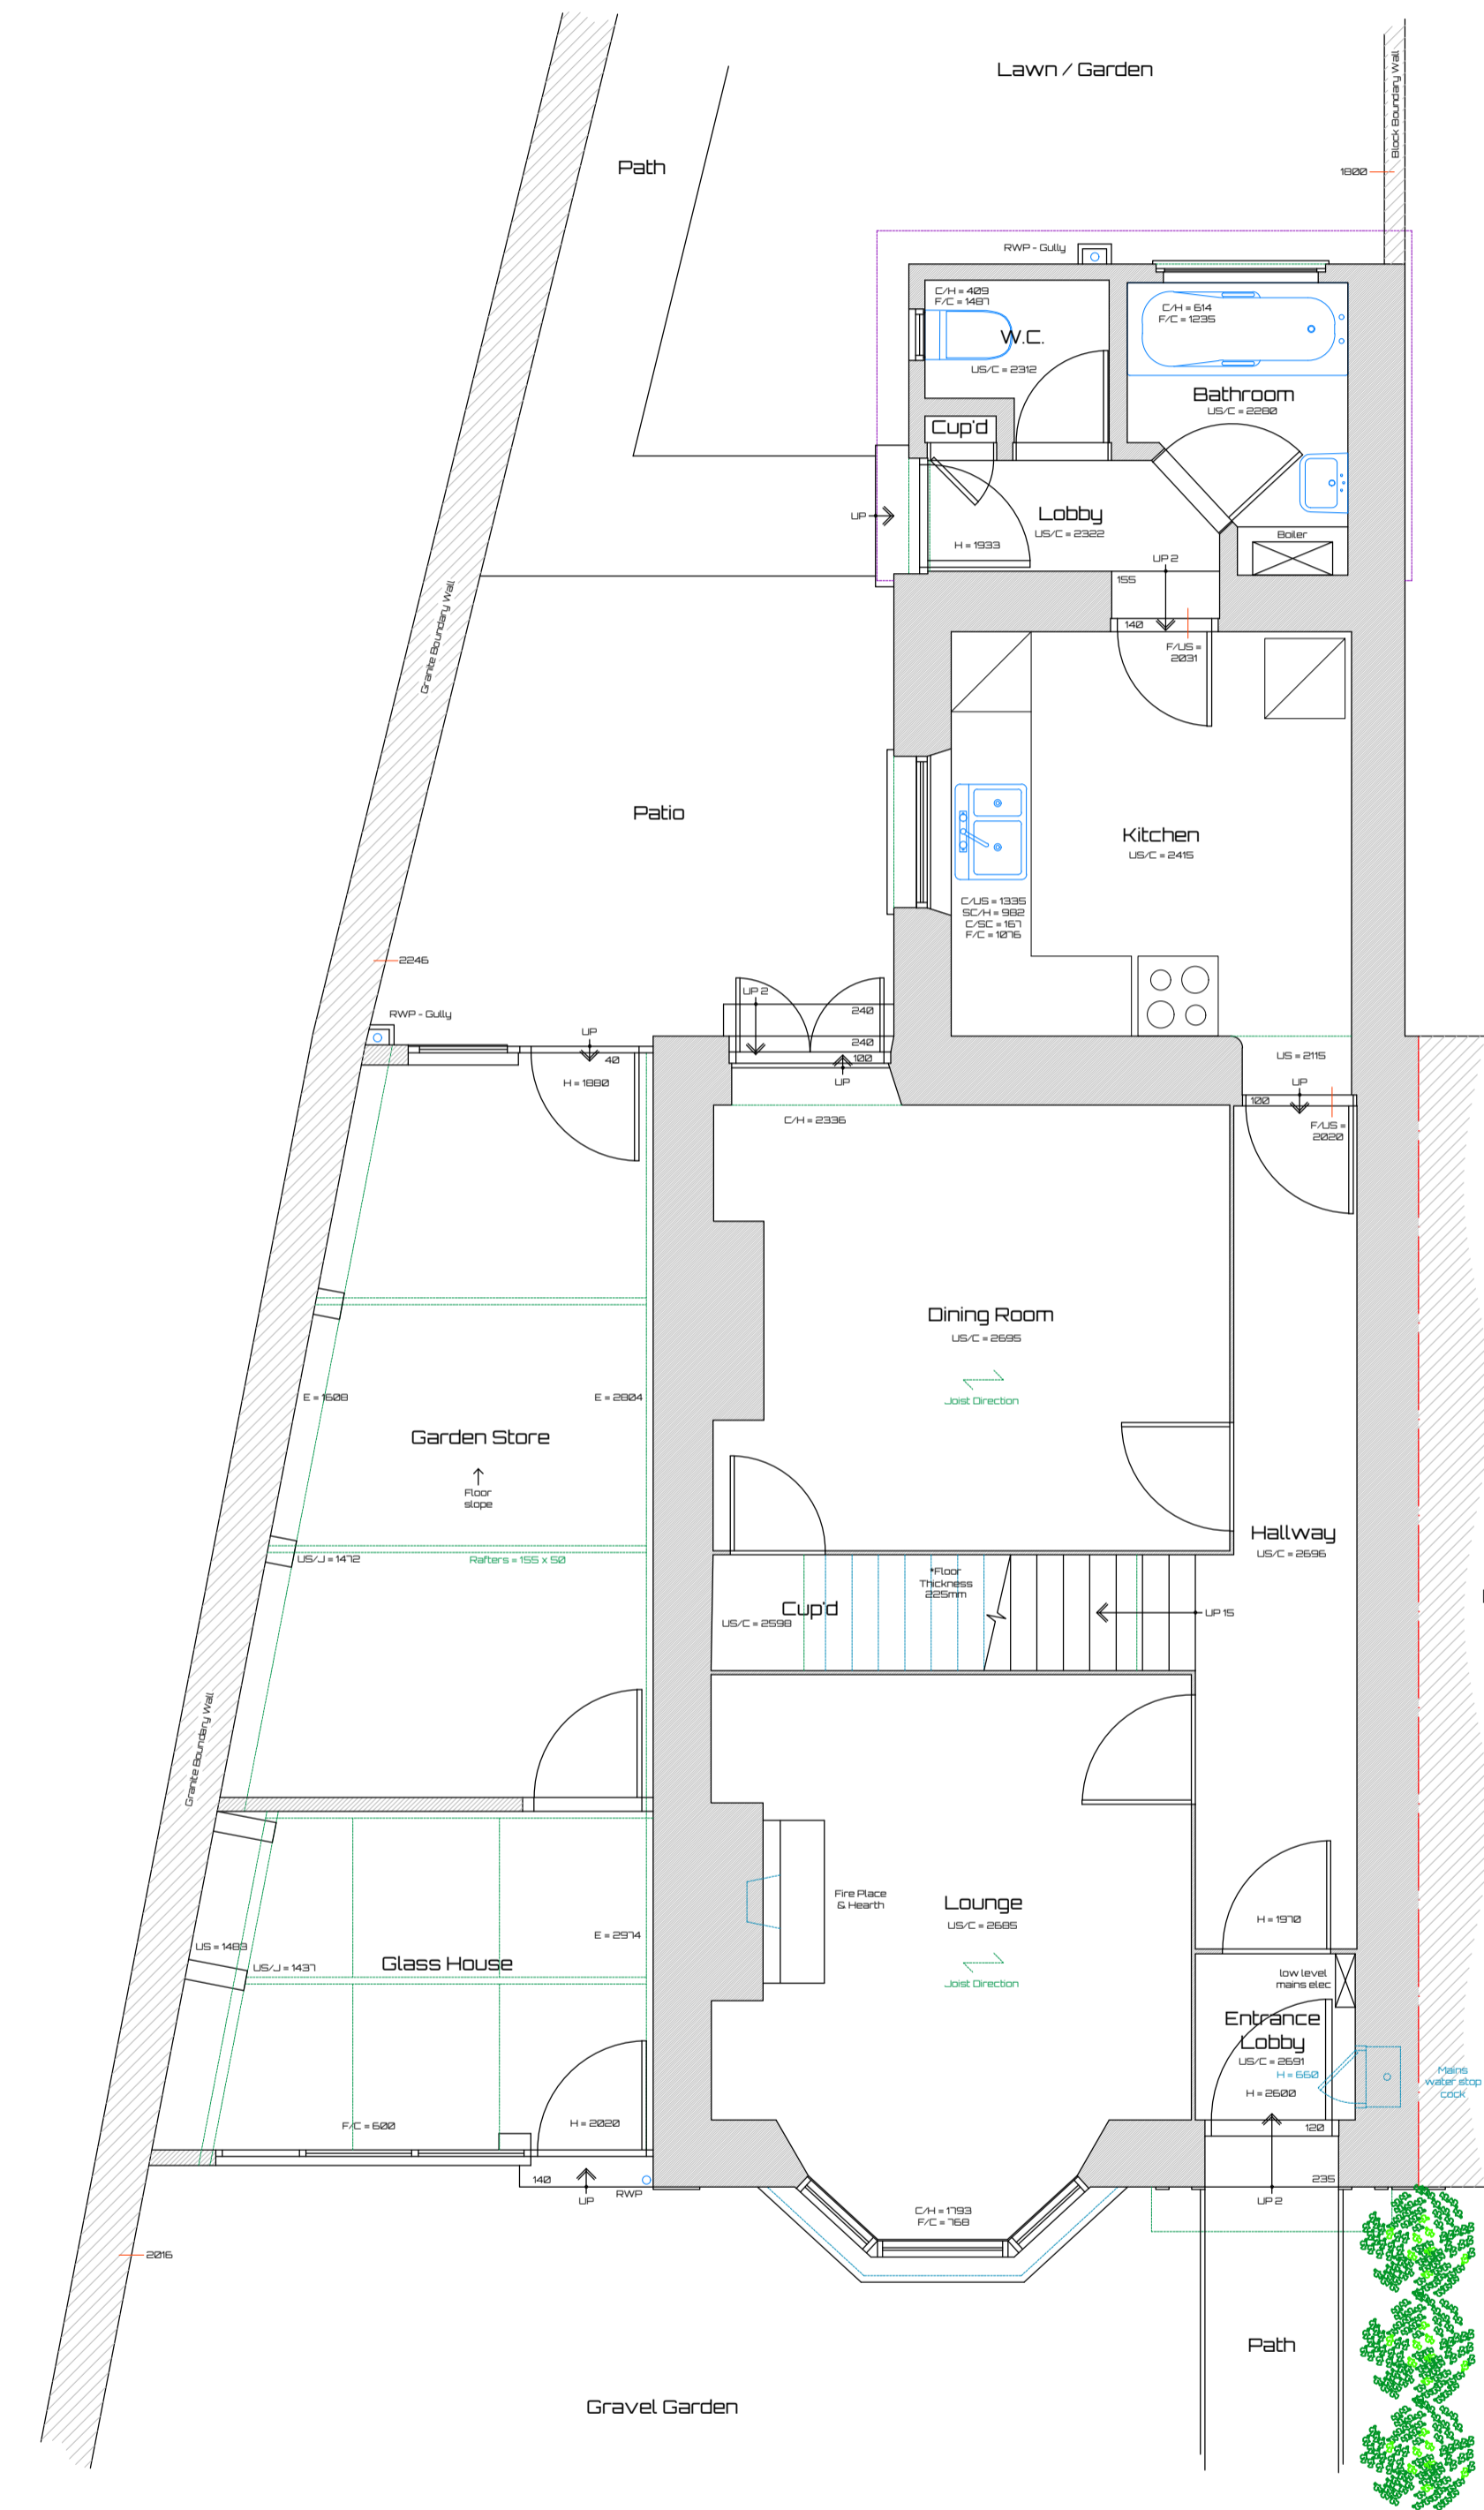 Lawn / Garden
Block Boundary Wall
Path
1800
RWP - Gully
C/H = 409
F/C = 1487
W.C.
US/C = 2312
C/H = 614
F/C = 1235
Bathroom
US/C = 2280
Cup'd
UP
Lobby
US/C = 2322
H = 1933
Boiler
UP 2
155
140
F/US =
2031
Granite Boundary Wall
Patio
Kitchen
US/C = 2415
C/US = 1335
SC/H = 982
C/SC = 167
F/C = 1076
2246
RWP - Gully
UP 2
240
240
100
UP
UP
40
H = 1880
US = 2115
UP
100
F/US =
2020
C/H = 2336
Dining Room
US/C = 2695
Joist Direction
E = 1608
E = 2804
Garden Store
Floor
slope
US/J = 1472
Rafters = 155 x 50
Hallway
US/C = 2696
*Floor
Thickness
225mm
Cup'd
US/C = 2598
UP 15
Granite Boundary Wall
Fire Place
& Hearth
Lounge
US/C = 2685
Joist Direction
H = 1970
E = 2974
US = 1483
US/J = 1437
Glass House
low level
mains elec
Entrance
Lobby
US/C = 2691
H = 660
H = 2600
Mains
water stop
cock
120
F/C = 600
H = 2020
140
UP
RWP
235
UP 2
C/H = 1793
F/C = 768
2016
Path
Gravel Garden